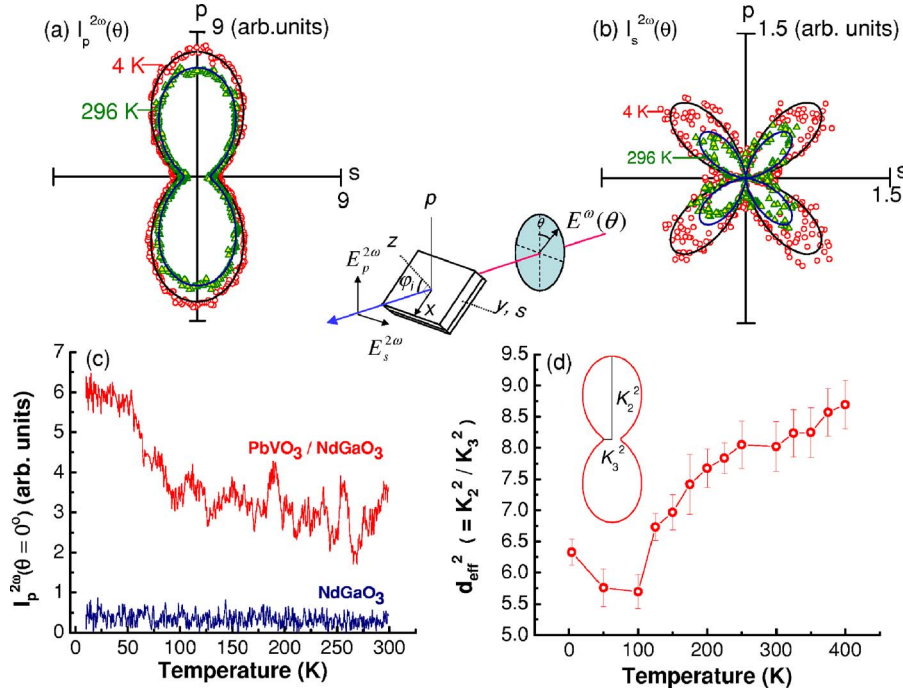 (a) I_p^2ω(θ)
p
9 (arb.units)
4 K
296 K
s
9
(b) I_s^2ω(θ)
p
1.5 (arb.units)
4 K
296 K
s
1.5
p
z
φ_i
x
y, s
E_p^2ω
E_s^2ω
θ
E^ω(θ)
(c)
I_p^2ω(θ = 0°) (arb. units)
7
6
5
4
3
2
1
0
PbVO₃ / NdGaO₃
NdGaO₃
0 50 100 150 200 250 300
Temperature (K)
(d)
d_eff^2 ( = K_2^2 / K_3^2 )
9.5
9.0
8.5
8.0
7.5
7.0
6.5
6.0
5.5
5.0
K_2^2
K_3^2
0 100 200 300 400
Temperature (K)